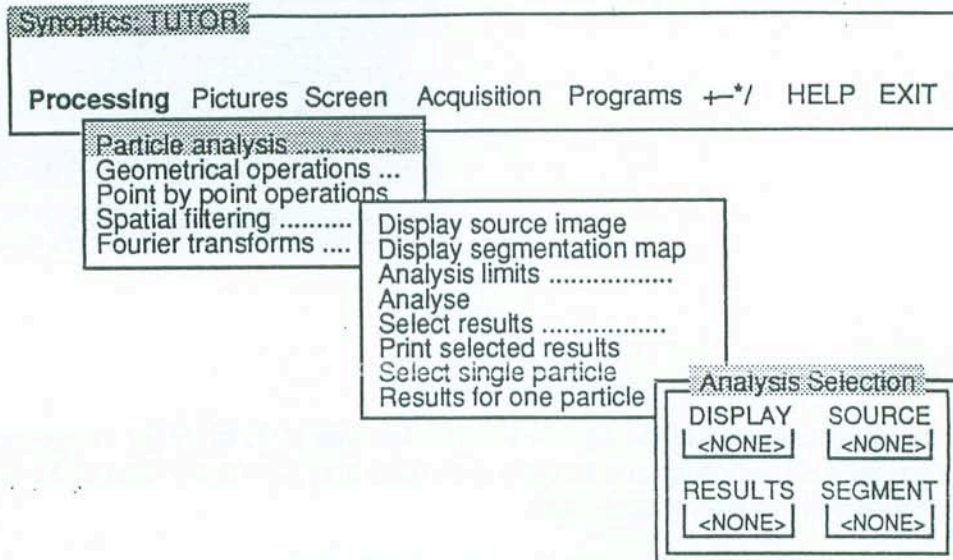 Synoptics: TUTOR
Processing Pictures Screen Acquisition Programs +-*/ HELP EXIT
Particle analysis ..............
Geometrical operations ...
Point by point operations
Spatial filtering ..........
Fourier transforms ....
Display source image
Display segmentation map
Analysis limits ..................
Analyse
Select results ..................
Print selected results
Select single particle
Results for one particle
Analysis Selection
DISPLAY SOURCE
<NONE> <NONE>
RESULTS SEGMENT
<NONE> <NONE>